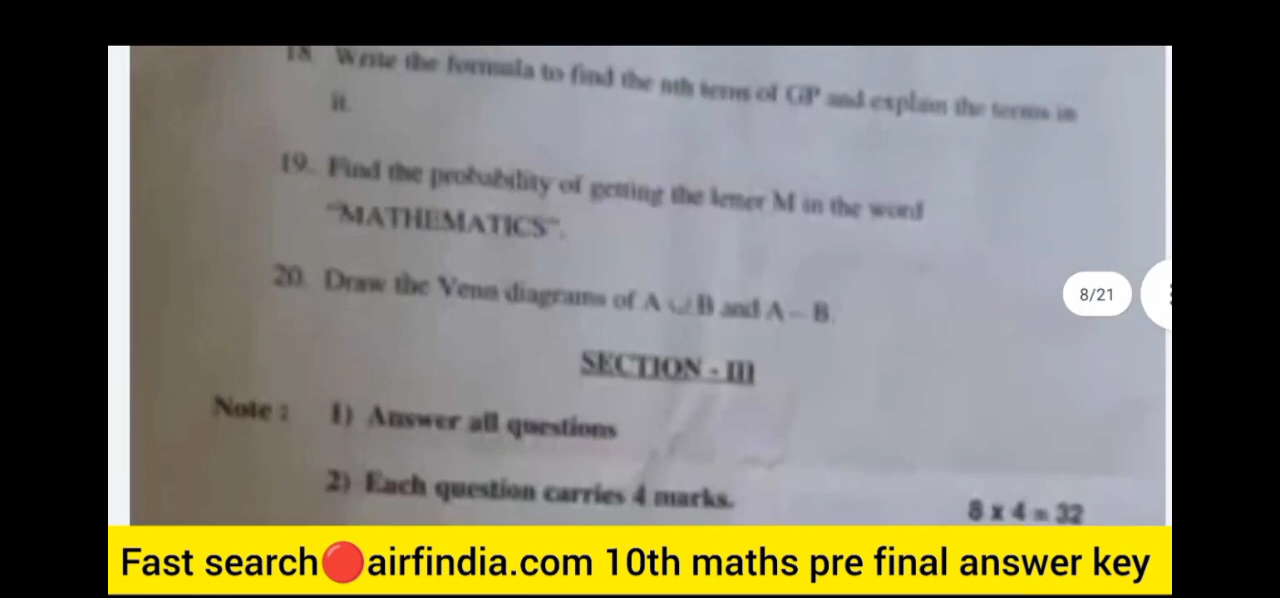 18. Write the formula to find the nth term of GP and explain the terms in
it.
19. Find the probability of getting the letter M in the word
"MATHEMATICS".
20. Draw the Venn diagrams of A ∪ B and A – B.
SECTION - III
Note : 1) Answer all questions
2) Each question carries 4 marks.
8 x 4 = 32
8/21
Fast search🔴airfindia.com 10th maths pre final answer key